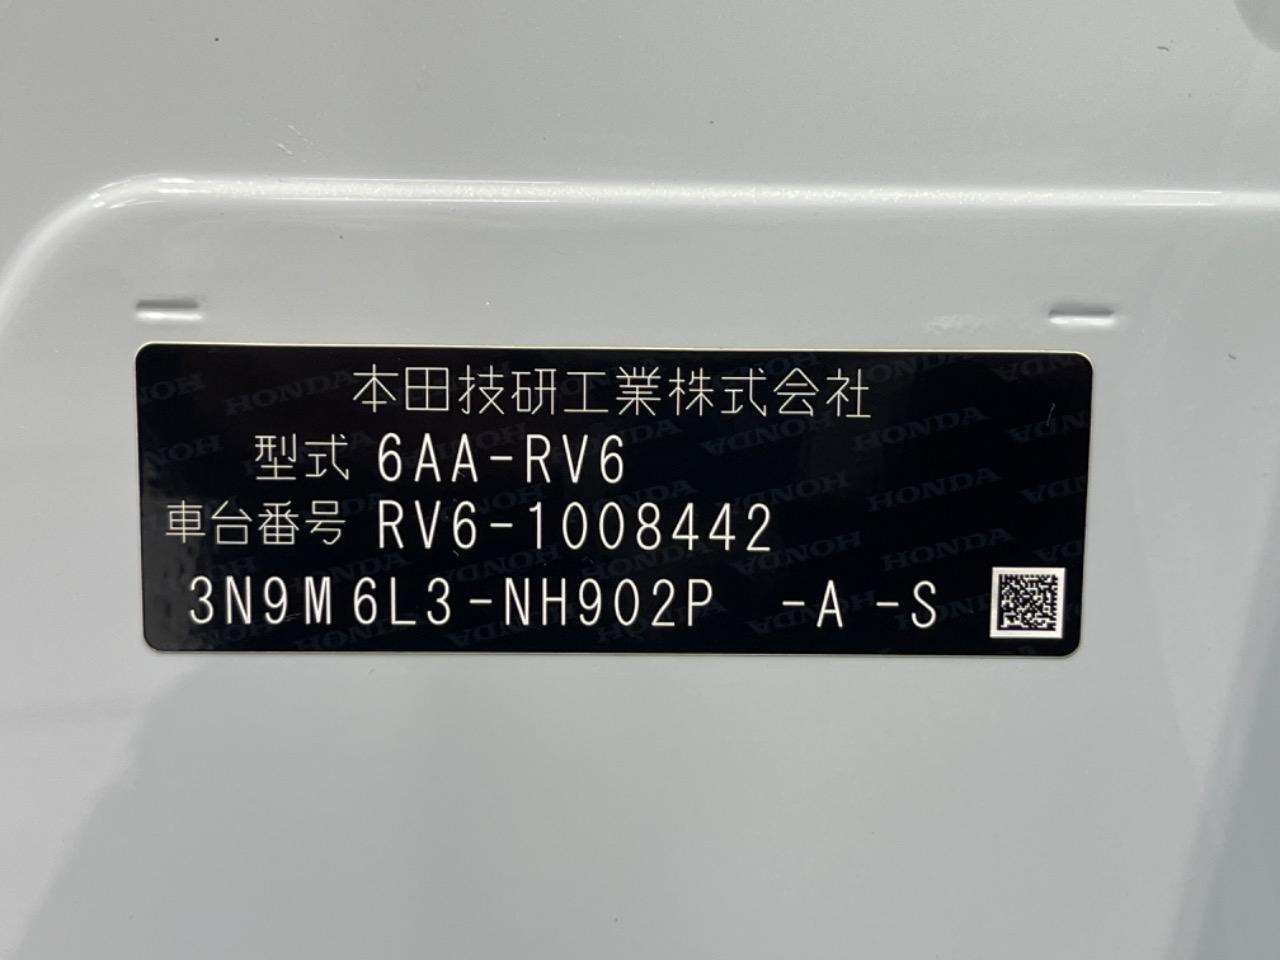 本田技研工業株式会社
型式 6AA-RV6
車台番号 RV6-1008442
3N9M6L3-NH902P -A -S